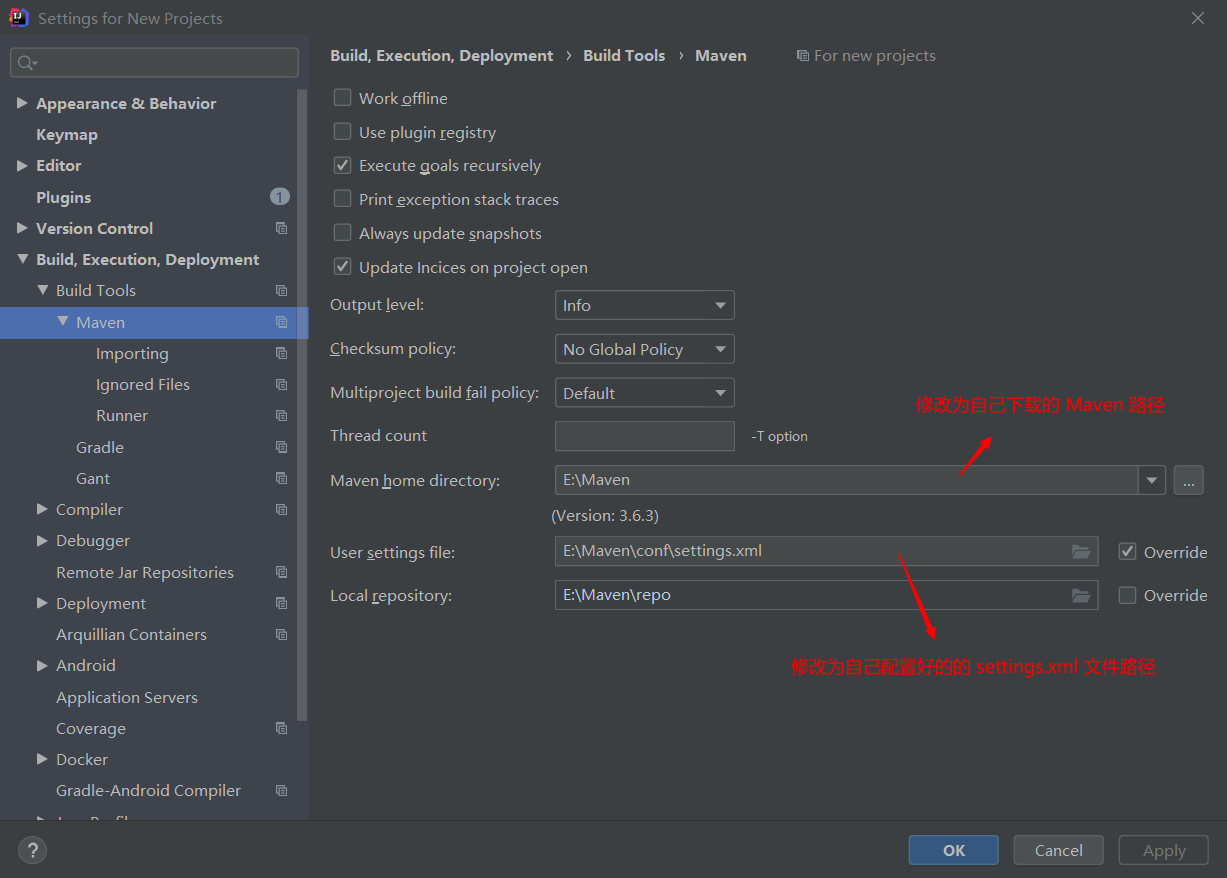 Settings for New Projects
Appearance & Behavior
Keymap
Editor
Plugins 1
Version Control
Build, Execution, Deployment
Build Tools
Maven
Importing
Ignored Files
Runner
Gradle
Gant
Compiler
Debugger
Remote Jar Repositories
Deployment
Arquillian Containers
Android
Application Servers
Coverage
Docker
Gradle-Android Compiler
Build, Execution, Deployment › Build Tools › Maven For new projects
Work offline
Use plugin registry
Execute goals recursively
Print exception stack traces
Always update snapshots
Update Incices on project open
Output level: Info
Checksum policy: No Global Policy
Multiproject build fail policy: Default
修改为自己下载的 Maven 路径
Thread count -T option
Maven home directory: E:\Maven ...
(Version: 3.6.3)
User settings file: E:\Maven\conf\settings.xml Override
Local repository: E:\Maven\repo Override
修改为自己配置好的的 settings.xml 文件路径
? OK Cancel Apply